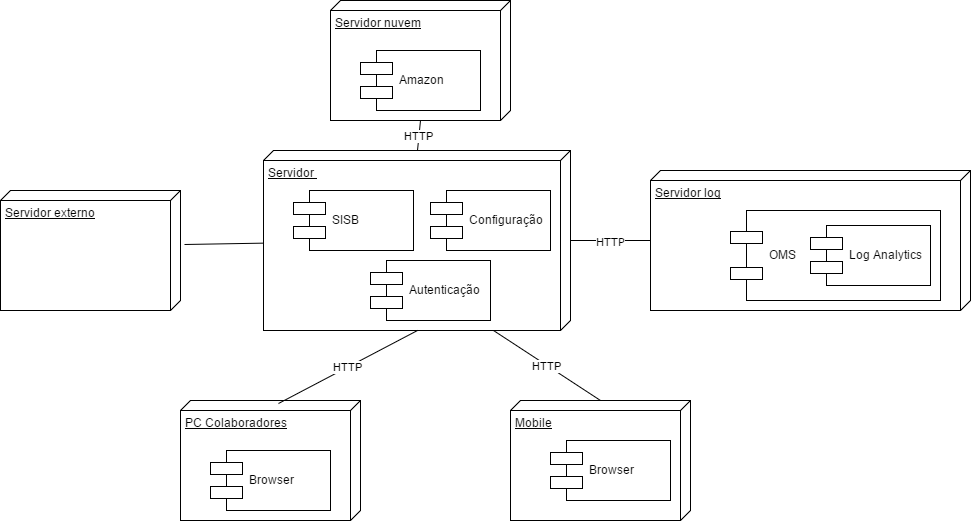 Servidor nuvem
Amazon
HTTP
Servidor
SISB
Configuração
Autenticação
Servidor externo
HTTP
Servidor log
OMS
Log Analytics
HTTP
HTTP
PC Colaboradores
Browser
Mobile
Browser